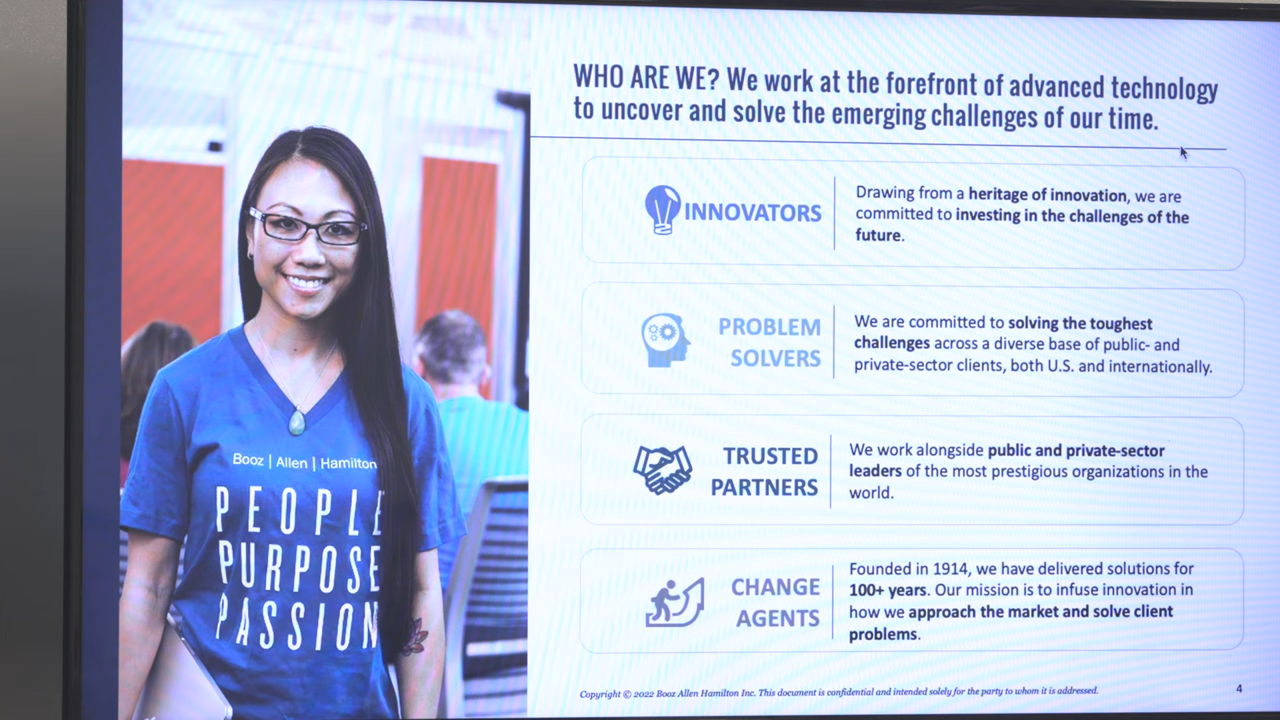 WHO ARE WE? We work at the forefront of advanced technology
to uncover and solve the emerging challenges of our time.
INNOVATORS
Drawing from a heritage of innovation, we are
committed to investing in the challenges of the
future.
PROBLEM
SOLVERS
We are committed to solving the toughest
challenges across a diverse base of public- and
private-sector clients, both U.S. and internationally.
TRUSTED
PARTNERS
We work alongside public and private-sector
leaders of the most prestigious organizations in the
world.
CHANGE
AGENTS
Founded in 1914, we have delivered solutions for
100+ years. Our mission is to infuse innovation in
how we approach the market and solve client
problems.
Booz | Allen | Hamilton
PEOPLE
PURPOSE
PASSION
Copyright © 2022 Booz Allen Hamilton Inc. This document is confidential and intended solely for the party to whom it is addressed.
4